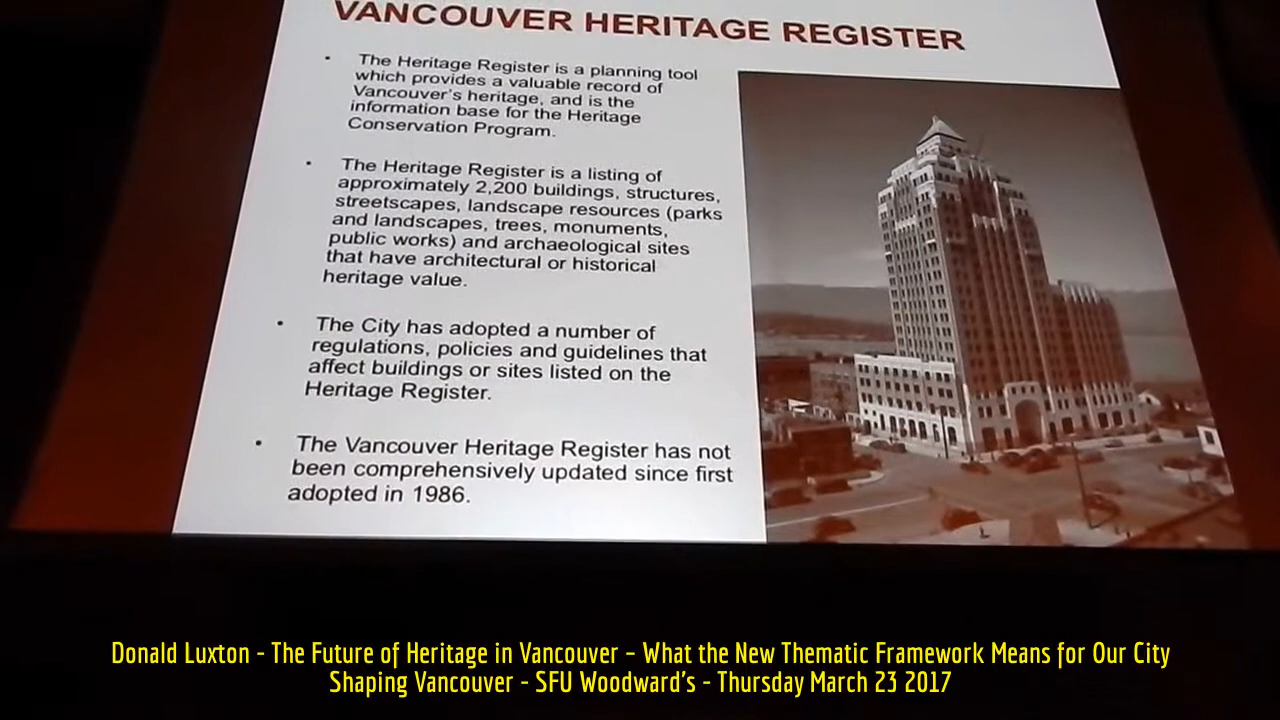 VANCOUVER HERITAGE REGISTER
• The Heritage Register is a planning tool
which provides a valuable record of
Vancouver's heritage, and is the
information base for the Heritage
Conservation Program.
• The Heritage Register is a listing of
approximately 2,200 buildings, structures,
streetscapes, landscape resources (parks
and landscapes, trees, monuments,
public works) and archaeological sites
that have architectural or historical
heritage value.
• The City has adopted a number of
regulations, policies and guidelines that
affect buildings or sites listed on the
Heritage Register.
• The Vancouver Heritage Register has not
been comprehensively updated since first
adopted in 1986.
Donald Luxton - The Future of Heritage in Vancouver - What the New Thematic Framework Means for Our City
Shaping Vancouver - SFU Woodward's - Thursday March 23 2017